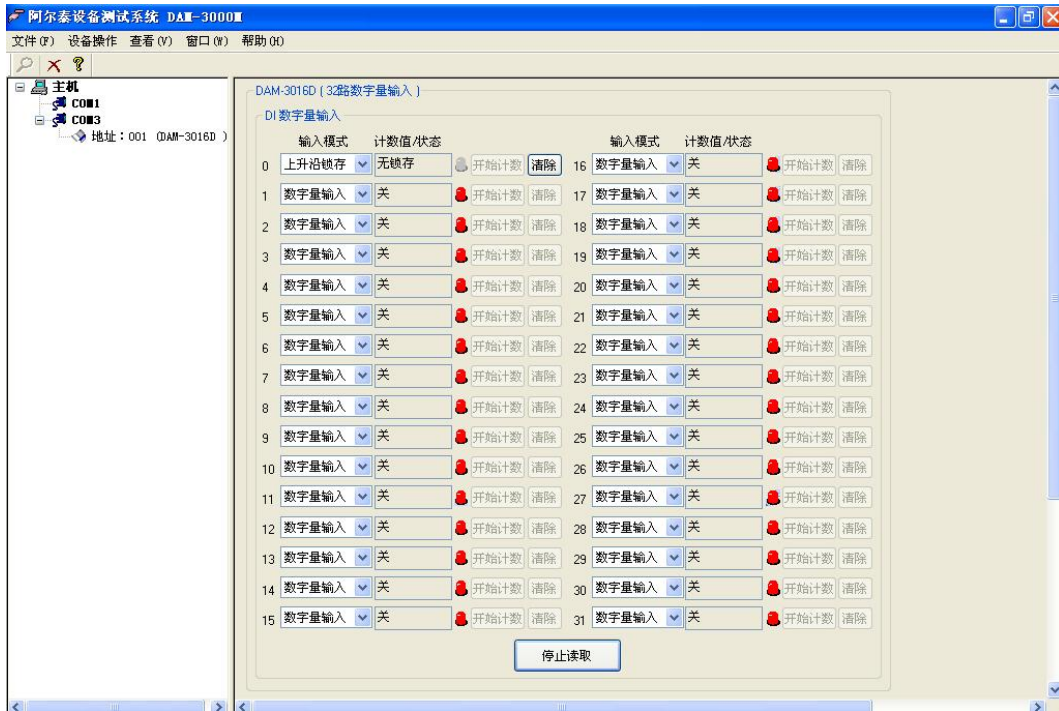 阿尔泰设备测试系统 DAM-3000M
文件(F) 设备操作 查看(V) 窗口(W) 帮助(H)
主机
COM1
COM3
地址：001 (DAM-3016D )
DAM-3016D ( 32路数字量输入 )
DI 数字量输入
输入模式 计数值/状态 输入模式 计数值/状态
0 上升沿锁存 无锁存 开始计数 清除 16 数字量输入 关 开始计数 清除
1 数字量输入 关 开始计数 清除 17 数字量输入 关 开始计数 清除
2 数字量输入 关 开始计数 清除 18 数字量输入 关 开始计数 清除
3 数字量输入 关 开始计数 清除 19 数字量输入 关 开始计数 清除
4 数字量输入 关 开始计数 清除 20 数字量输入 关 开始计数 清除
5 数字量输入 关 开始计数 清除 21 数字量输入 关 开始计数 清除
6 数字量输入 关 开始计数 清除 22 数字量输入 关 开始计数 清除
7 数字量输入 关 开始计数 清除 23 数字量输入 关 开始计数 清除
8 数字量输入 关 开始计数 清除 24 数字量输入 关 开始计数 清除
9 数字量输入 关 开始计数 清除 25 数字量输入 关 开始计数 清除
10 数字量输入 关 开始计数 清除 26 数字量输入 关 开始计数 清除
11 数字量输入 关 开始计数 清除 27 数字量输入 关 开始计数 清除
12 数字量输入 关 开始计数 清除 28 数字量输入 关 开始计数 清除
13 数字量输入 关 开始计数 清除 29 数字量输入 关 开始计数 清除
14 数字量输入 关 开始计数 清除 30 数字量输入 关 开始计数 清除
15 数字量输入 关 开始计数 清除 31 数字量输入 关 开始计数 清除
停止读取